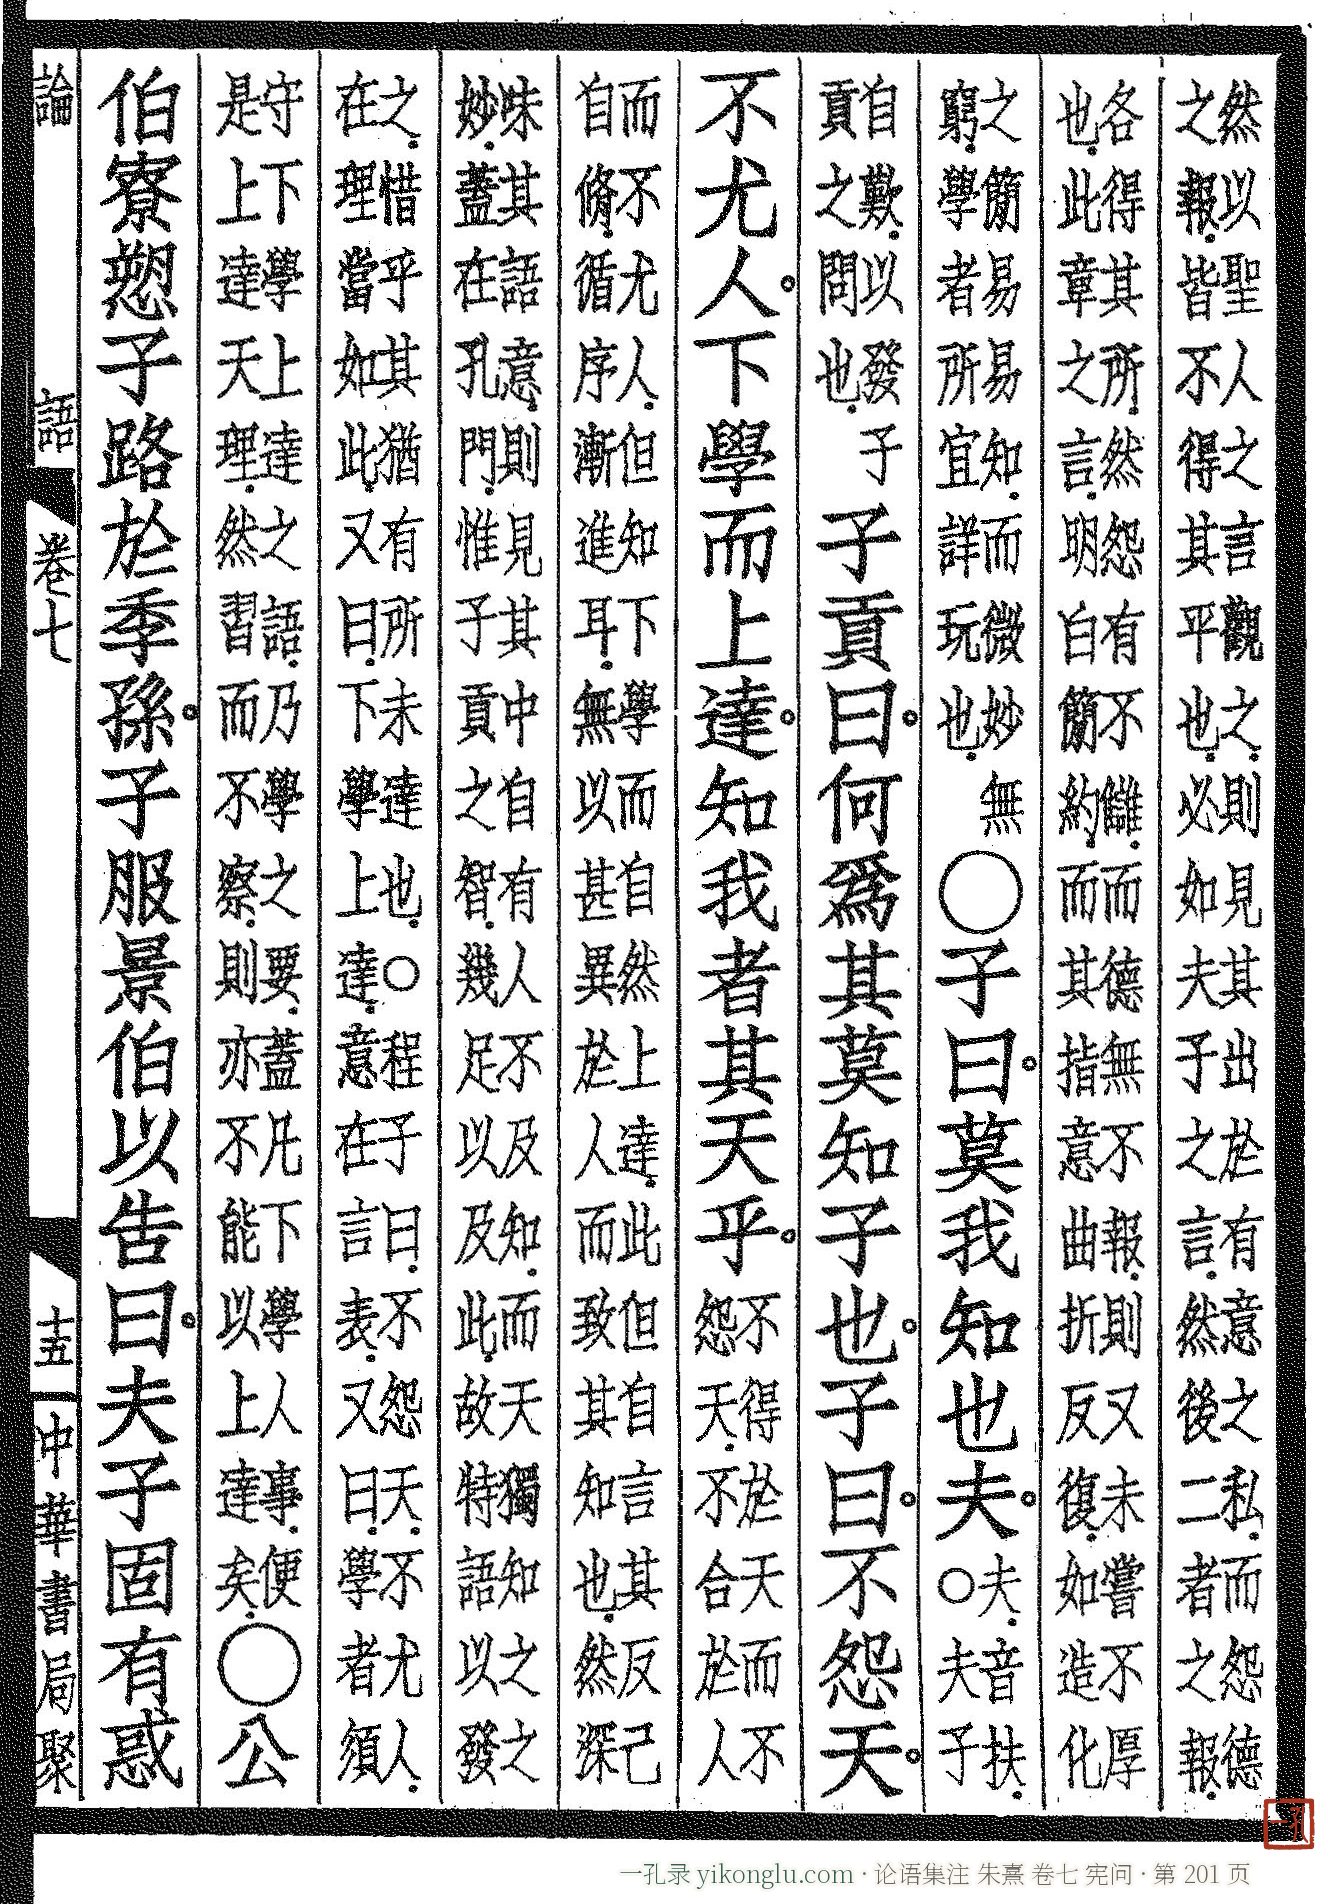 然以聖人之言觀之。則見其出於有意之私。而怨德
之報。皆不得其平也。必如夫子之言。然後二者之報。
各得其所。然怨有不讎。而德無不報。則又未嘗不厚
也。此章之言。明白簡約。而其指意曲折反復。如造化
之簡易易知。而微妙無
窮。學者所宜詳玩也。
○子曰。莫我知也夫。
夫。音扶。
○夫子
自歎。以發子
貢之問也。
子貢曰。何爲其莫知子也。子曰。不怨天。
不尤人。下學而上達。知我者其天乎。
不得於天而不
怨天。不合於人
而不尤人。但知下學而自然上達。此但自言其反己
自脩。循序漸進耳。無以甚異於人而致其知也。然深
味其語意。則見其中自有人不及知。而天獨知之之
妙。蓋在孔門。惟子貢之智。幾足以及此。故特語以發
之。惜乎其猶有所未達也。○程子曰。不怨天。不尤人。
在理當如此。又曰。下學上達。意在言表。又曰。學者須
守下學上達之語。乃學之要。蓋凡下學人事。便
是上達天理。然習而不察。則亦不能以上達矣。
○公
伯寮愬子路於季孫。子服景伯以告曰。夫子固有惑
論語 卷七 十五 中華書局聚
一孔
一孔录 yikonglu.com · 论语集注 朱熹 卷七 宪问 · 第 201 页